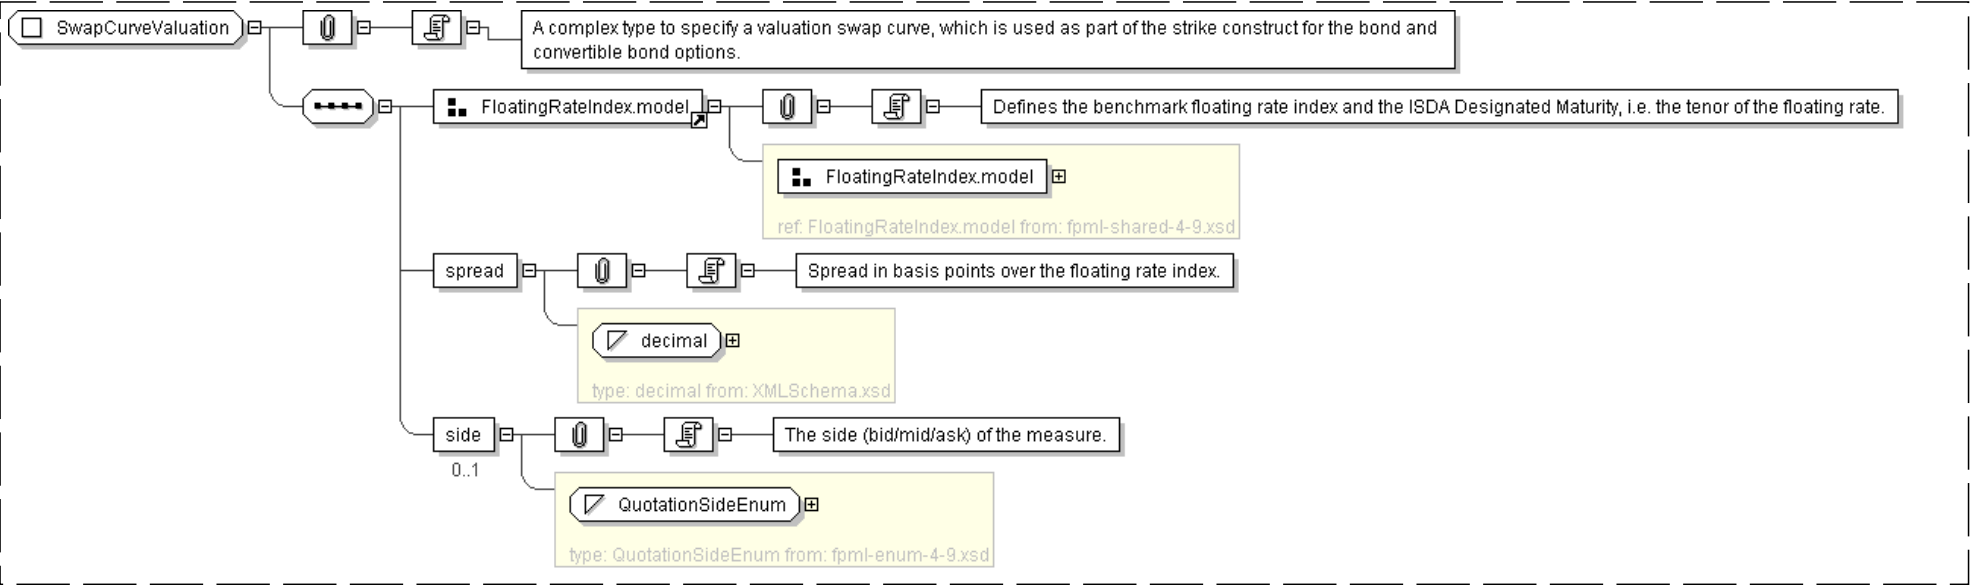 SwapCurveValuation
A complex type to specify a valuation swap curve, which is used as part of the strike construct for the bond and
convertible bond options.
FloatingRateIndex.model
Defines the benchmark floating rate index and the ISDA Designated Maturity, i.e. the tenor of the floating rate.
FloatingRateIndex.model
ref: FloatingRateIndex.model from: fpml-shared-4-9.xsd
spread
Spread in basis points over the floating rate index.
decimal
type: decimal from: XMLSchema.xsd
side
The side (bid/mid/ask) of the measure.
0..1
QuotationSideEnum
type: QuotationSideEnum from: fpml-enum-4-9.xsd